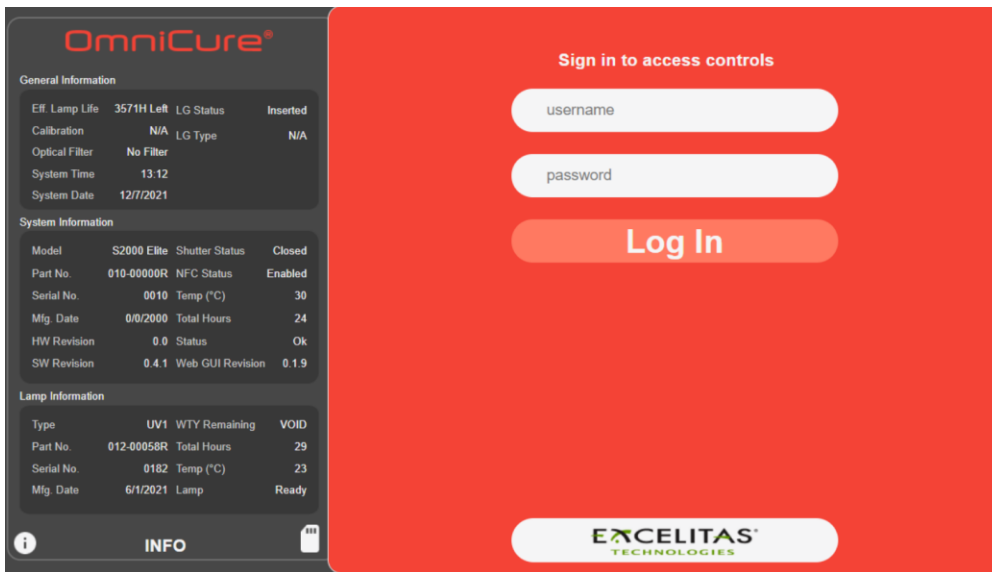 OmniCure®
General Information
Eff. Lamp Life 3571H Left LG Status Inserted
Calibration N/A LG Type N/A
Optical Filter No Filter
System Time 13:12
System Date 12/7/2021
System Information
Model S2000 Elite Shutter Status Closed
Part No. 010-00000R NFC Status Enabled
Serial No. 0010 Temp (°C) 30
Mfg. Date 0/0/2000 Total Hours 24
HW Revision 0.0 Status Ok
SW Revision 0.4.1 Web GUI Revision 0.1.9
Lamp Information
Type UV1 WTY Remaining VOID
Part No. 012-00058R Total Hours 29
Serial No. 0182 Temp (°C) 23
Mfg. Date 6/1/2021 Lamp Ready
INFO
Sign in to access controls
username
password
Log In
EXCELITAS®
TECHNOLOGIES